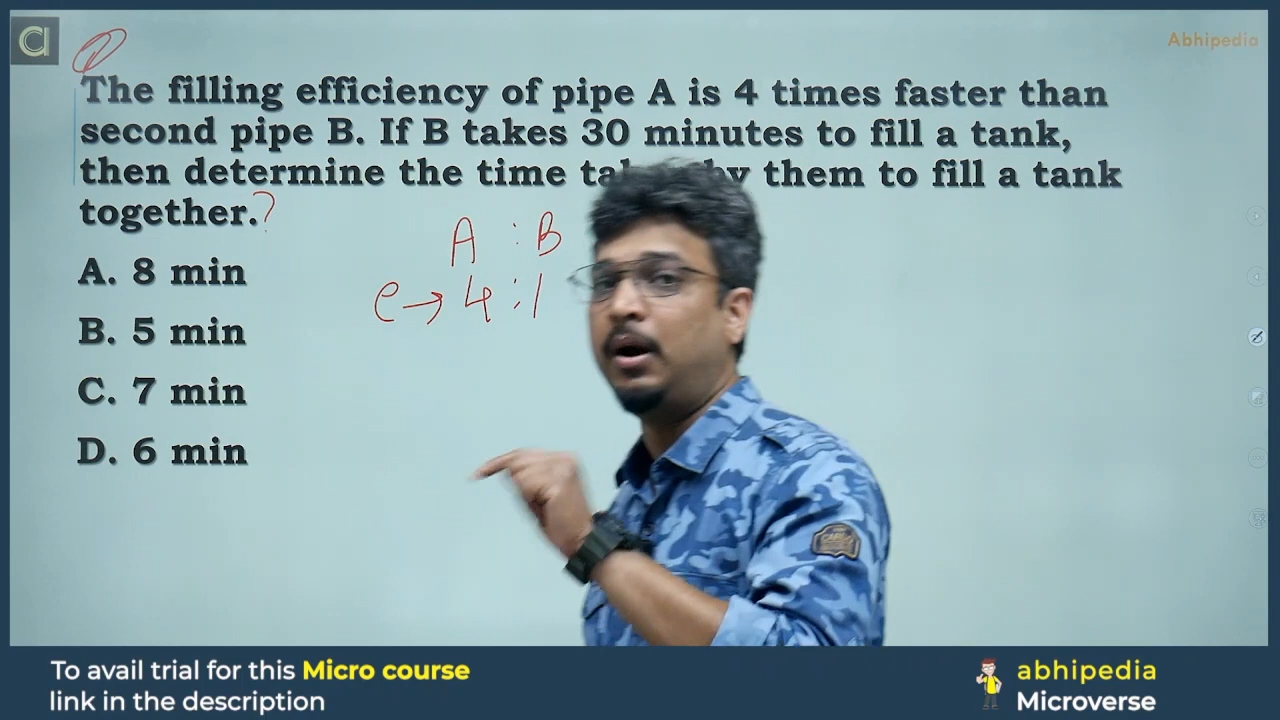 Abhipedia
The filling efficiency of pipe A is 4 times faster than
second pipe B. If B takes 30 minutes to fill a tank,
then determine the time by them to fill a tank
together.?
A : B
e → 4 : 1
A. 8 min
B. 5 min
C. 7 min
D. 6 min
To avail trial for this Micro course
link in the description
abhipedia
Microverse